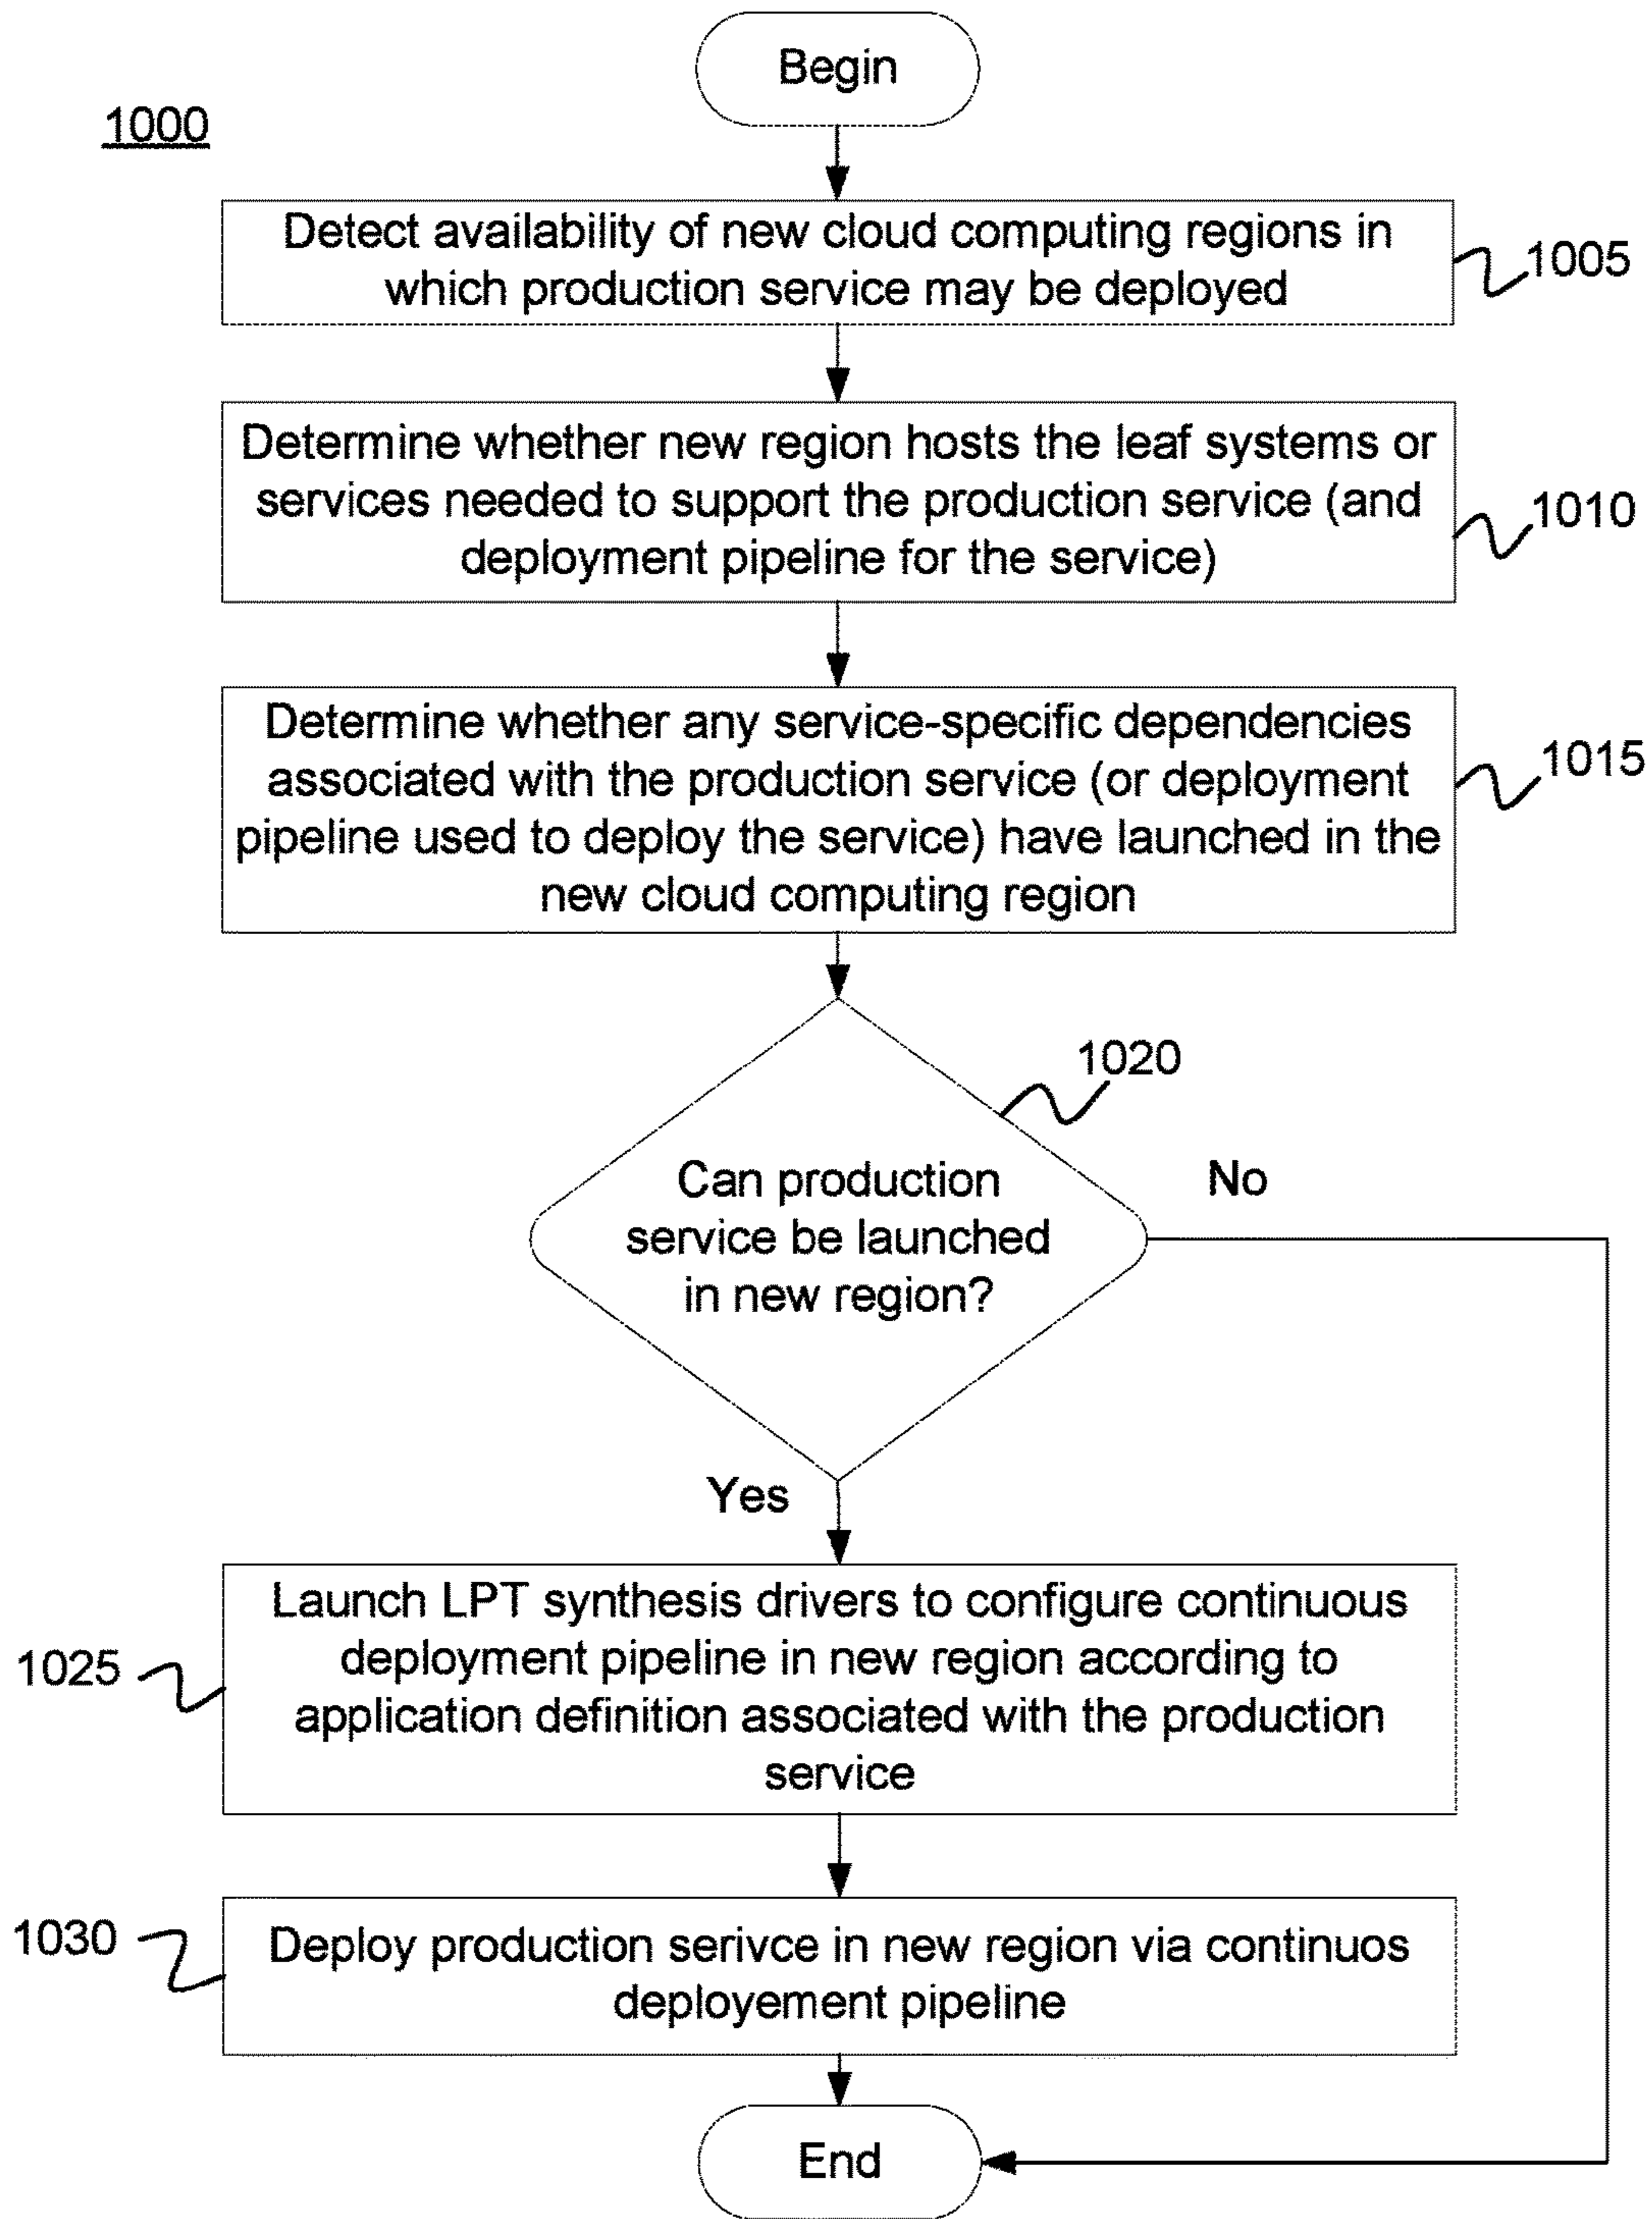 Begin
1000
Detect availability of new cloud computing regions in
which production service may be deployed
1005
Determine whether new region hosts the leaf systems or
services needed to support the production service (and
deployment pipeline for the service)
1010
Determine whether any service-specific dependencies
associated with the production service (or deployment
pipeline used to deploy the service) have launched in the
new cloud computing region
1015
1020
Can production
service be launched
in new region?
No
Yes
Launch LPT synthesis drivers to configure continuous
deployment pipeline in new region according to
application definition associated with the production
service
1025
Deploy production serivce in new region via continuos
deployement pipeline
1030
End